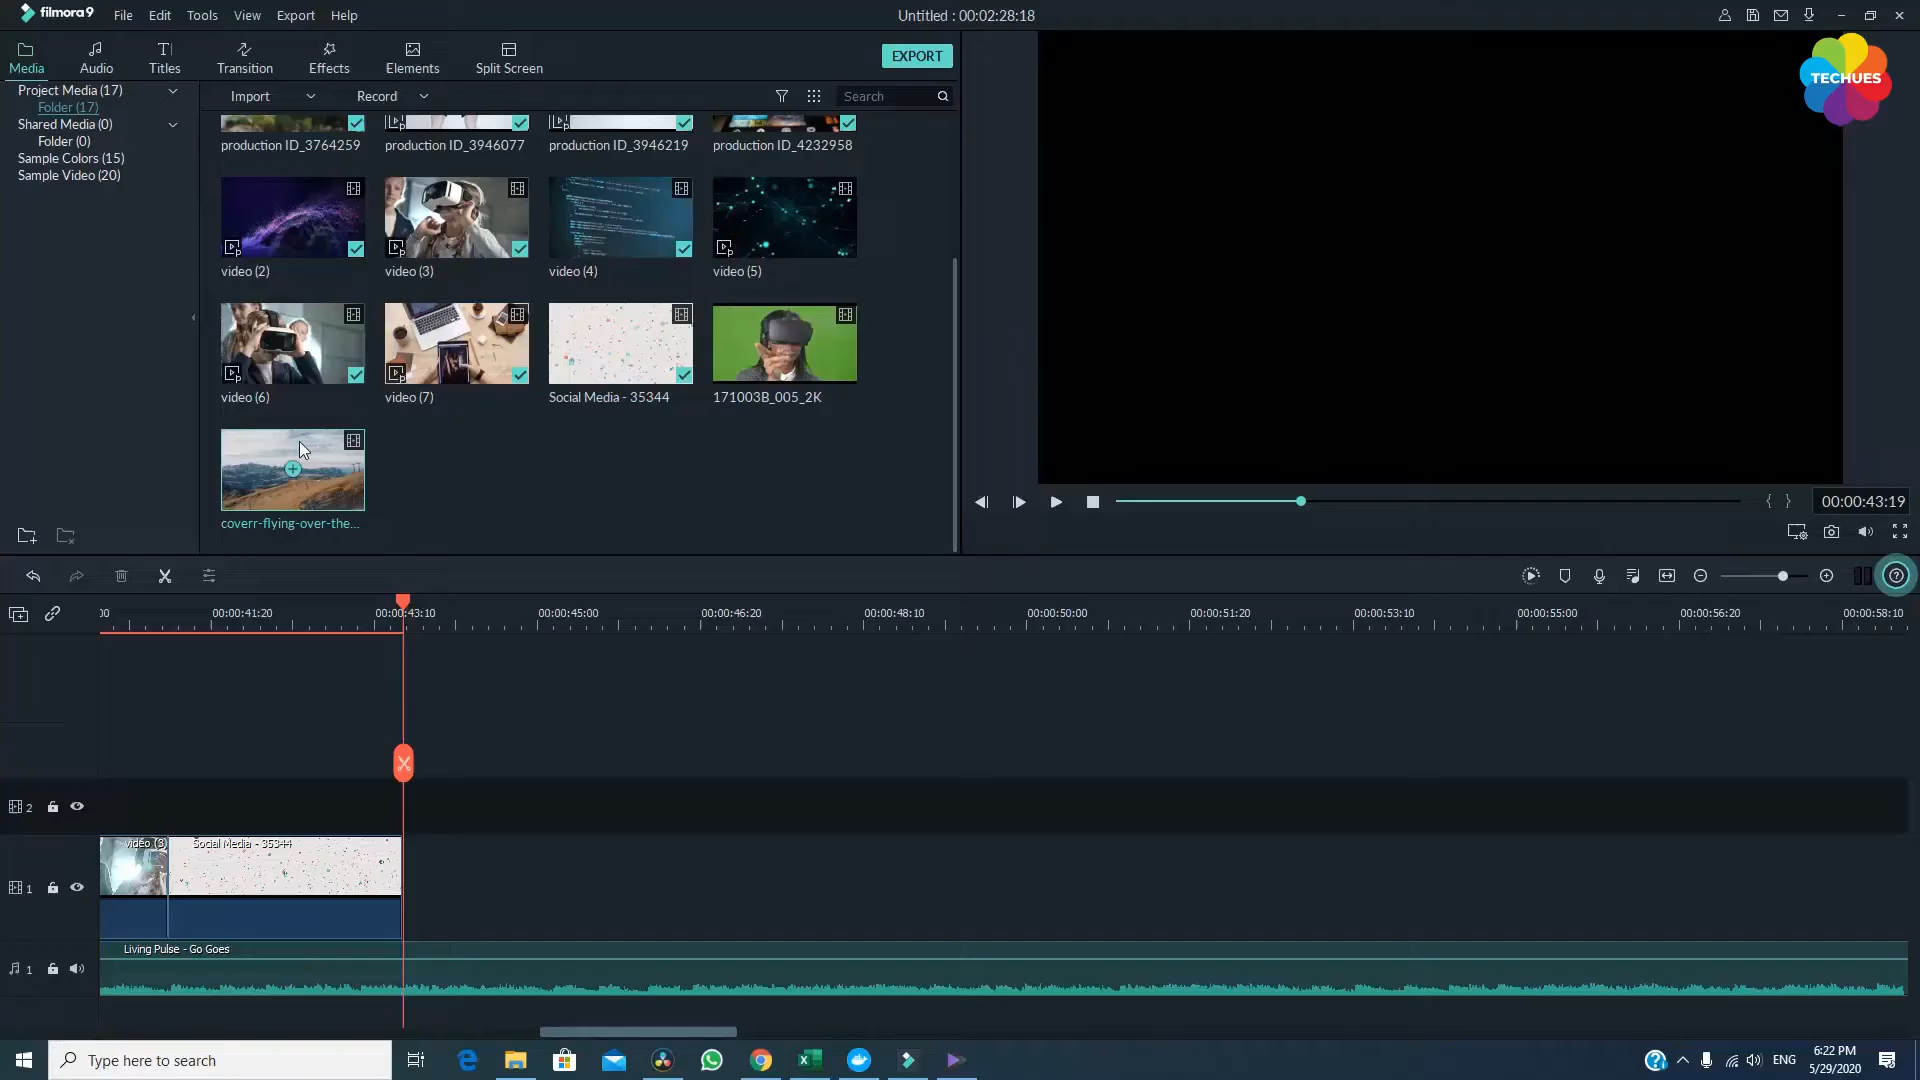 filmora9
File Edit Tools View Export Help
Untitled : 00:02:28:18
Media Audio Titles Transition Effects Elements Split Screen
EXPORT
TECHUES
Project Media (17)
Folder (17)
Shared Media (0)
Folder (0)
Sample Colors (15)
Sample Video (20)
Import Record Search
production ID_3764259 production ID_3946077 production ID_3946219 production ID_4232958
video (2) video (3) video (4) video (5)
video (6) video (7) Social Media - 35344 171003B_005_2K
coverr-flying-over-the...
00:00:43:19
00 00:00:41:20 00:00:43:10 00:00:45:00 00:00:46:20 00:00:48:10 00:00:50:00 00:00:51:20 00:00:53:10 00:00:55:00 00:00:56:20 00:00:58:10
2
video (3) Social Media - 35344
1
Living Pulse - Go Goes
1
Type here to search
ENG
6:22 PM
5/29/2020